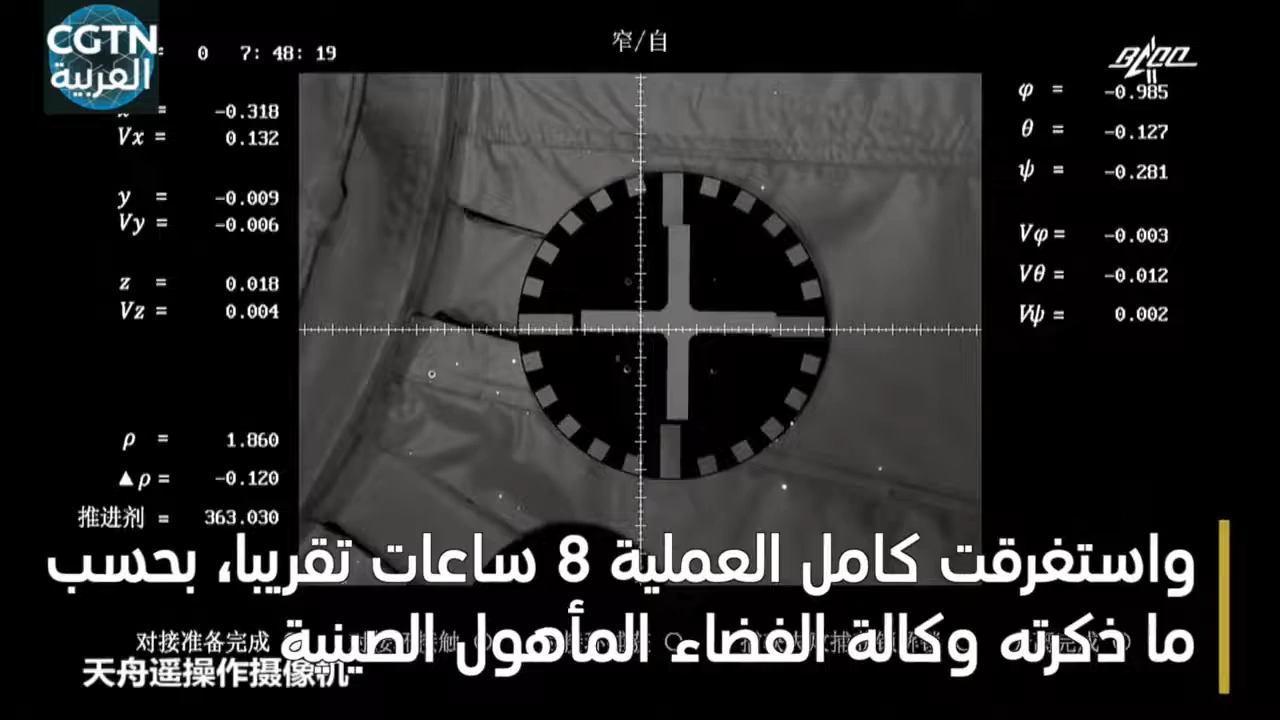 CGTN
العربية
= 0 7: 48: 19
窄/自
BACC
x = -0.318
Vx = 0.132
y = -0.009
Vy = -0.006
z = 0.018
Vz = 0.004
ρ = 1.860
▲ρ = -0.120
推进剂 = 363.030
φ = -0.985
θ = -0.127
ψ = -0.281
Vφ = -0.003
Vθ = -0.012
Vψ = 0.002
واستغرقت كامل العملية 8 ساعات تقريبا، بحسب
ما ذكرته وكالة الفضاء المأهول الصينية
对接准备完成
天舟遥操作摄像机